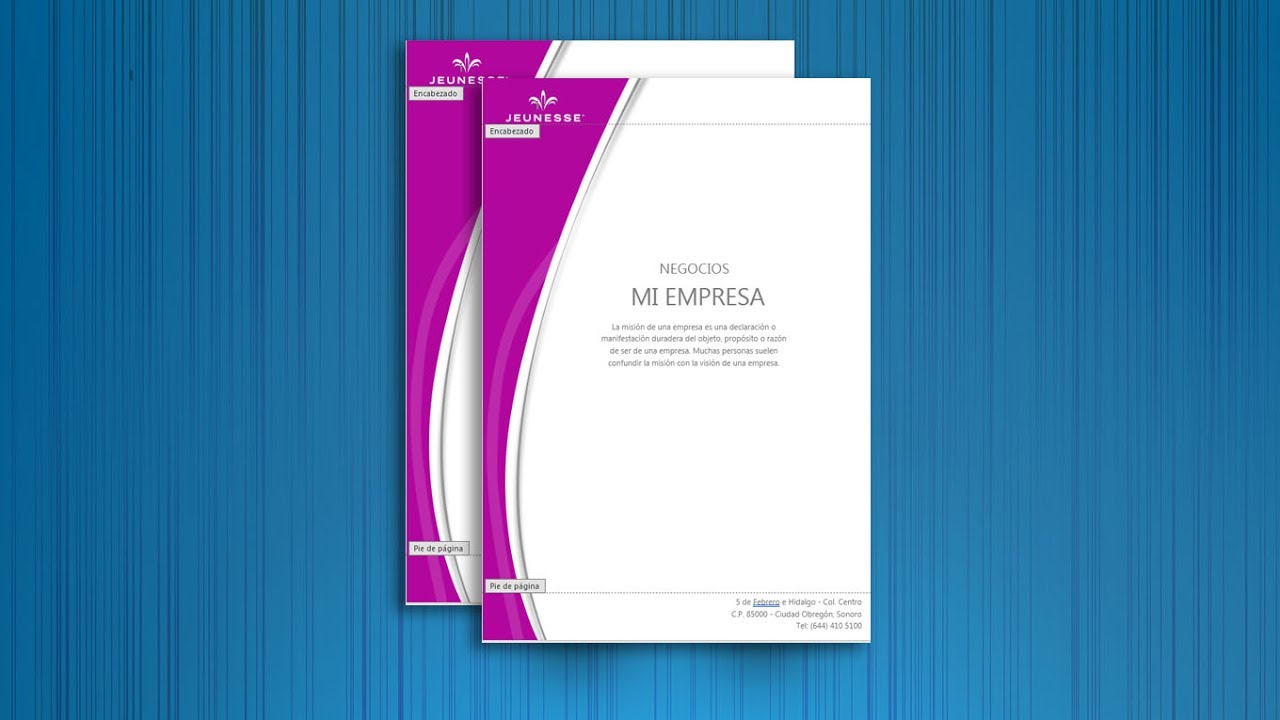 JEUNESSE
Encabezado
JEUNESSE
Encabezado
NEGOCIOS
MI EMPRESA
La misión de una empresa es una declaración o
manifestación duradera del objeto, propósito o razón
de ser de una empresa. Muchas personas suelen
confundir la misión con la visión de una empresa.
Pie de página
Pie de página
5 de Febrero e Hidalgo - Col. Centro
C.P. 85000 - Ciudad Obregón, Sonoro
Tel: (644) 410 5100